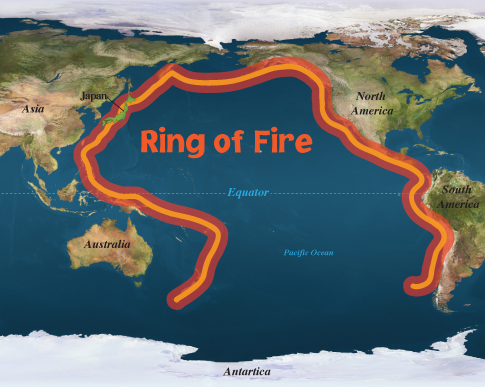 Japan
Asia
North
America
Ring of Fire
Equator
South
America
Australia
Pacific Ocean
Antartica